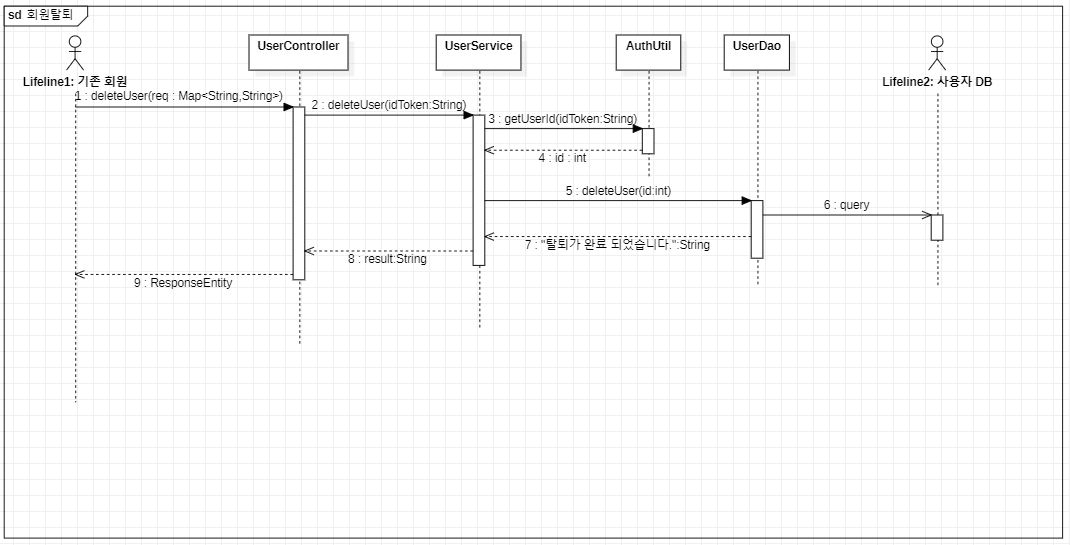 sd 회원탈퇴
UserController
UserService
AuthUtil
UserDao
Lifeline1: 기존 회원
Lifeline2: 사용자 DB
1 : deleteUser(req : Map<String,String>)
2 : deleteUser(idToken:String)
3 : getUserId(idToken:String)
4 : id : int
5 : deleteUser(id:int)
6 : query
7 : "탈퇴가 완료 되었습니다.":String
8 : result:String
9 : ResponseEntity